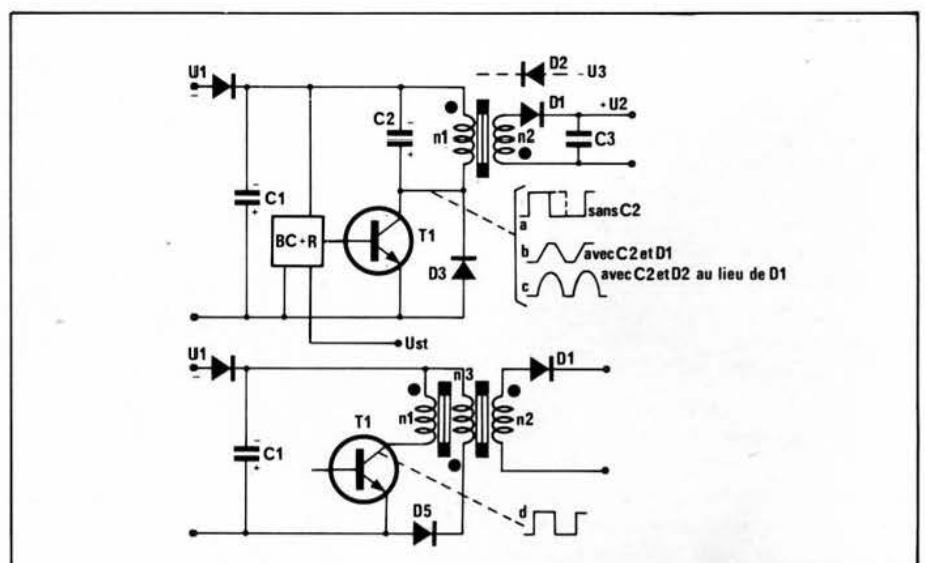 U1
D2
U3
D1
+U2
C2
n1
n2
C3
C1
sans C2
a
BC+R
T1
b
avec C2 et D1
D3
c
avec C2 et D2 au lieu de D1
Ust
U1
n3
D1
n1
n2
T1
C1
D5
d